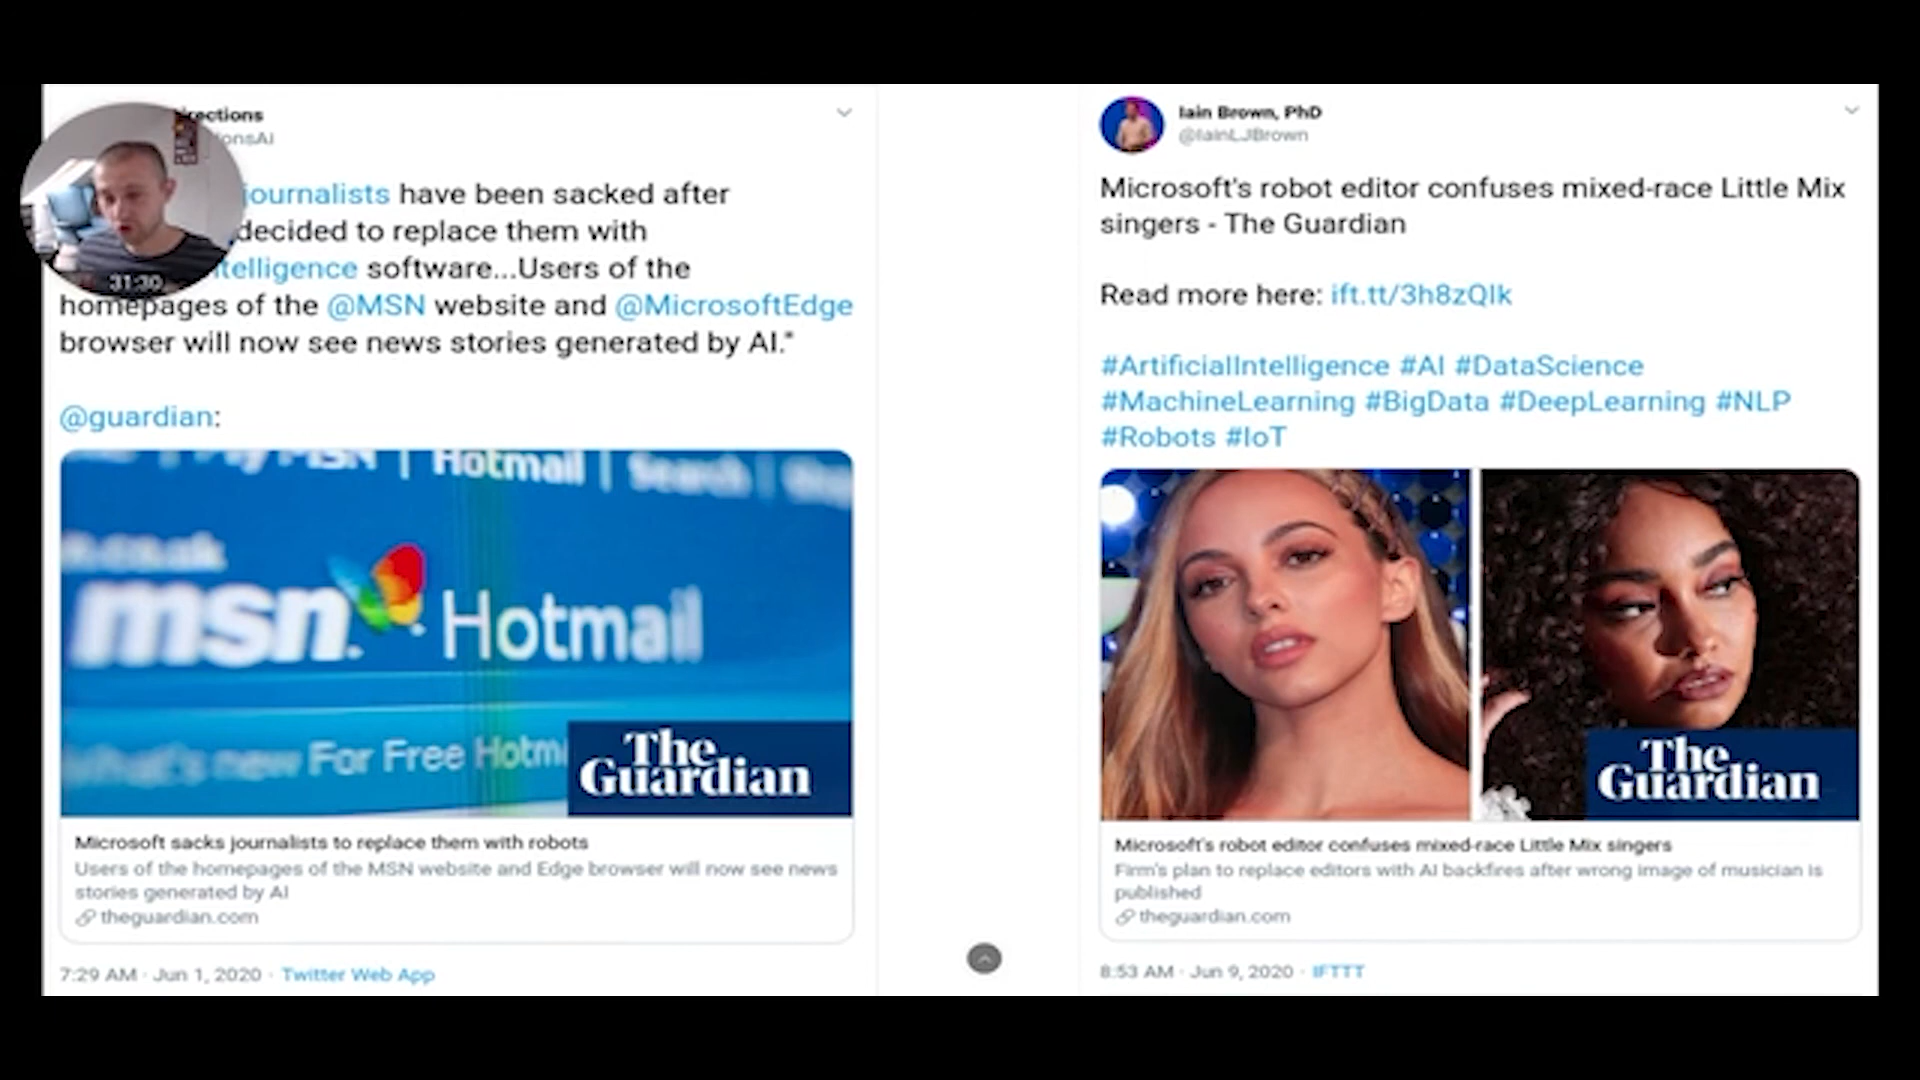 rections
onsAI
journalists have been sacked after
decided to replace them with
telligence software...Users of the
homepages of the @MSN website and @MicrosoftEdge
browser will now see news stories generated by AI."
@guardian:
MSN | Hotmail | Search |
n.co.uk
msn. Hotmail
what's new For Free Hotm
The
Guardian
Microsoft sacks journalists to replace them with robots
Users of the homepages of the MSN website and Edge browser will now see news
stories generated by AI
theguardian.com
7:29 AM · Jun 1, 2020 · Twitter Web App
31:30
Iain Brown, PhD
@IainLJBrown
Microsoft's robot editor confuses mixed-race Little Mix
singers - The Guardian
Read more here: ift.tt/3h8zQlk
#ArtificialIntelligence #AI #DataScience
#MachineLearning #BigData #DeepLearning #NLP
#Robots #IoT
The
Guardian
Microsoft's robot editor confuses mixed-race Little Mix singers
Firm's plan to replace editors with AI backfires after wrong image of musician is
published
theguardian.com
8:53 AM · Jun 9, 2020 · IFTTT